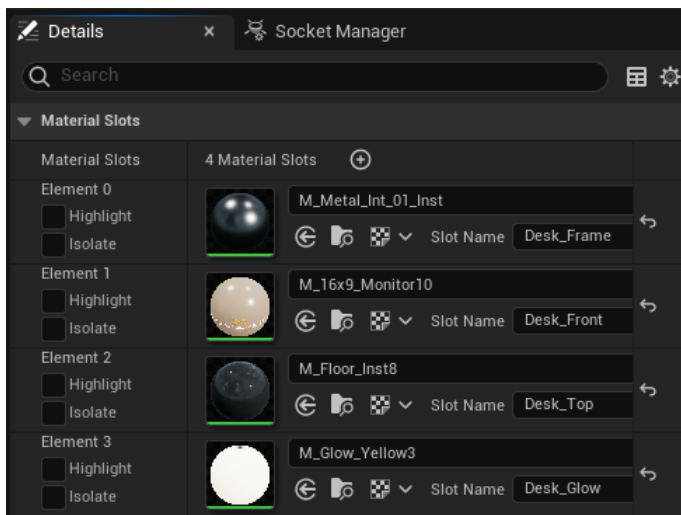 Details
Socket Manager
Search
Material Slots
Material Slots
4 Material Slots
Element 0
Highlight
Isolate
M_Metal_Int_01_Inst
Slot Name
Desk_Frame
Element 1
Highlight
Isolate
M_16x9_Monitor10
Slot Name
Desk_Front
Element 2
Highlight
Isolate
M_Floor_Inst8
Slot Name
Desk_Top
Element 3
Highlight
Isolate
M_Glow_Yellow3
Slot Name
Desk_Glow